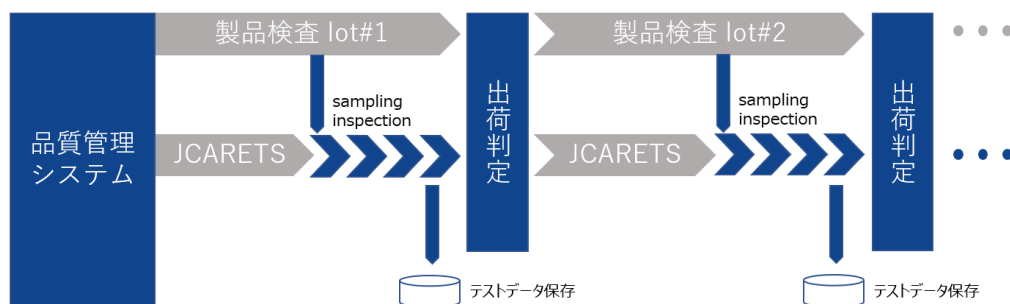 品質管理
システム
製品検査 lot#1
sampling
inspection
JCARETS
テストデータ保存
出荷判定
製品検査 lot#2
sampling
inspection
JCARETS
テストデータ保存
出荷判定